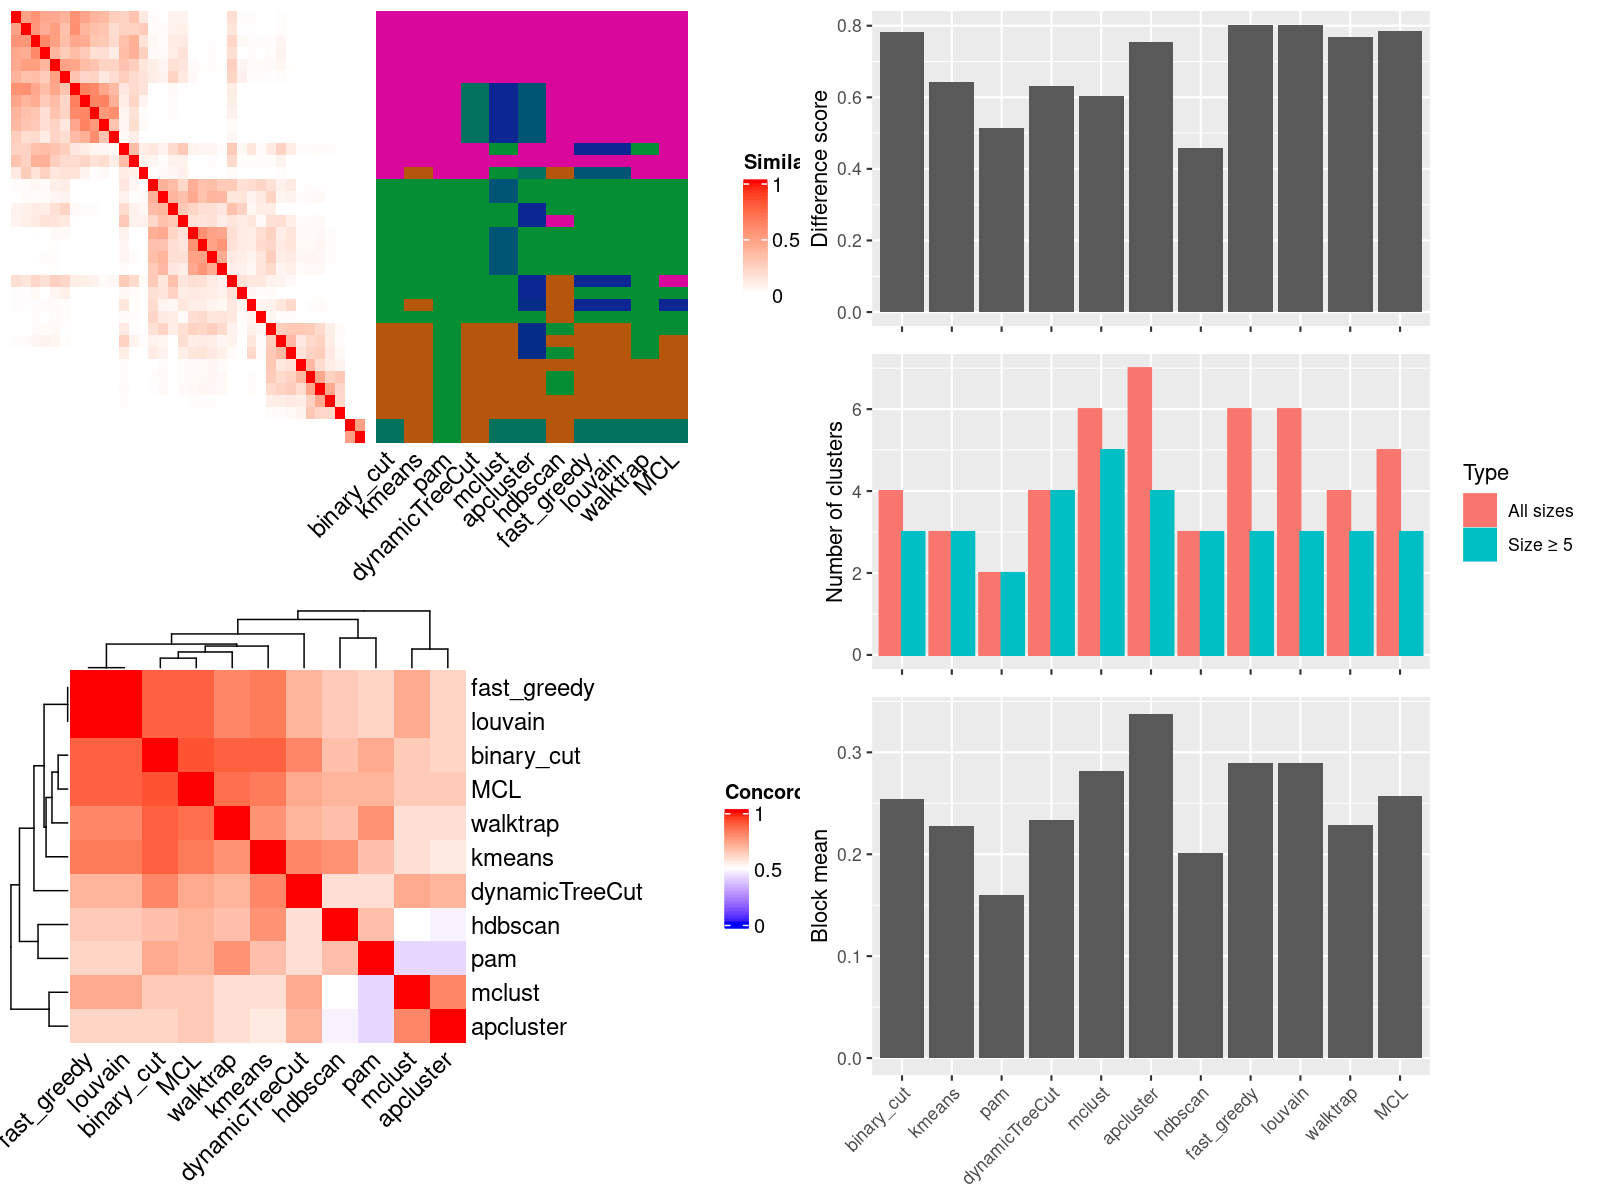 Simila
1
0.5
0
binary_cut
kmeans
pam
dynamicTreeCut
mclust
apcluster
hdbscan
fast_greedy
louvain
walktrap
MCL
Difference score
0.8
0.6
0.4
0.2
0.0
Number of clusters
6
4
2
0
Type
All sizes
Size ≥ 5
fast_greedy
louvain
binary_cut
MCL
walktrap
kmeans
dynamicTreeCut
hdbscan
pam
mclust
apcluster
Concord
1
0.5
0
fast_greedy
louvain
binary_cut
MCL
walktrap
kmeans
dynamicTreeCut
hdbscan
pam
mclust
apcluster
Block mean
0.3
0.2
0.1
0.0
binary_cut
kmeans
pam
dynamicTreeCut
mclust
apcluster
hdbscan
fast_greedy
louvain
walktrap
MCL